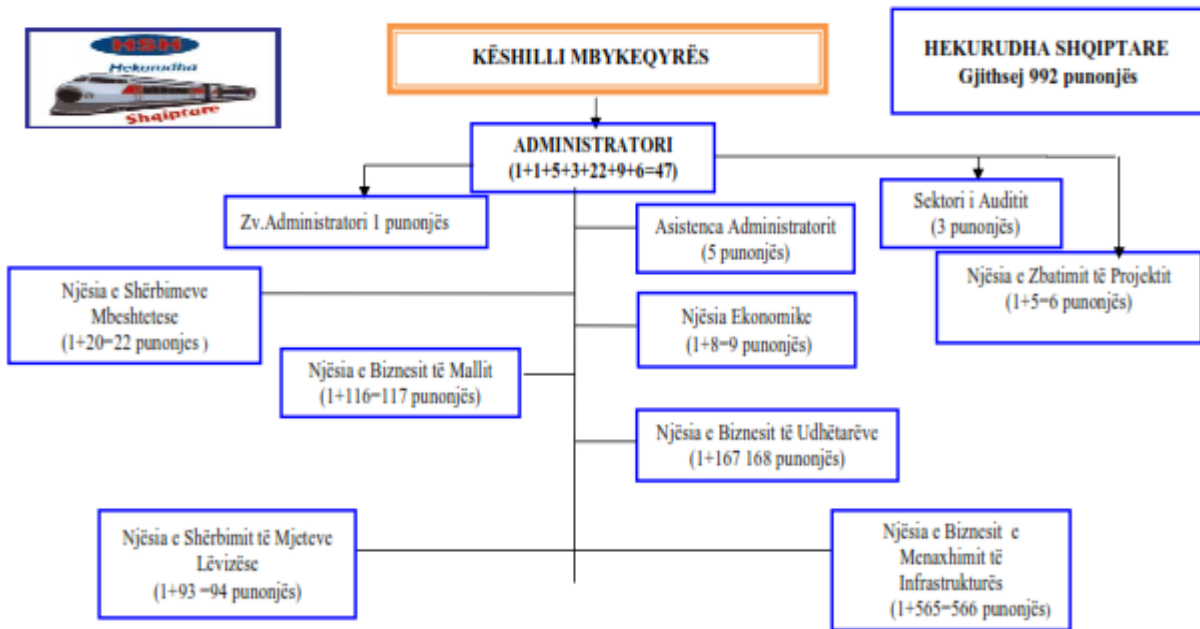 HSH
Hekurudha
Shqiptare
KËSHILLI MBYKEQYRËS
HEKURUDHA SHQIPTARE
Gjithsej 992 punonjës
ADMINISTRATORI
(1+1+5+3+22+9+6=47)
Zv.Administratori 1 punonjës
Asistenca Administratorit
(5 punonjës)
Sektori i Auditit
(3 punonjës)
Njësia e Zbatimit të Projektit
(1+5=6 punonjës)
Njësia e Shërbimeve
Mbeshtetese
(1+20=22 punonjes )
Njësia Ekonomike
(1+8=9 punonjës)
Njësia e Biznesit të Mallit
(1+116=117 punonjës)
Njësia e Biznesit të Udhëtarëve
(1+167 168 punonjës)
Njësia e Shërbimit të Mjeteve
Lëvizëse
(1+93 =94 punonjës)
Njësia e Biznesit e
Menaxhimit të
Infrastrukturës
(1+565=566 punonjës)